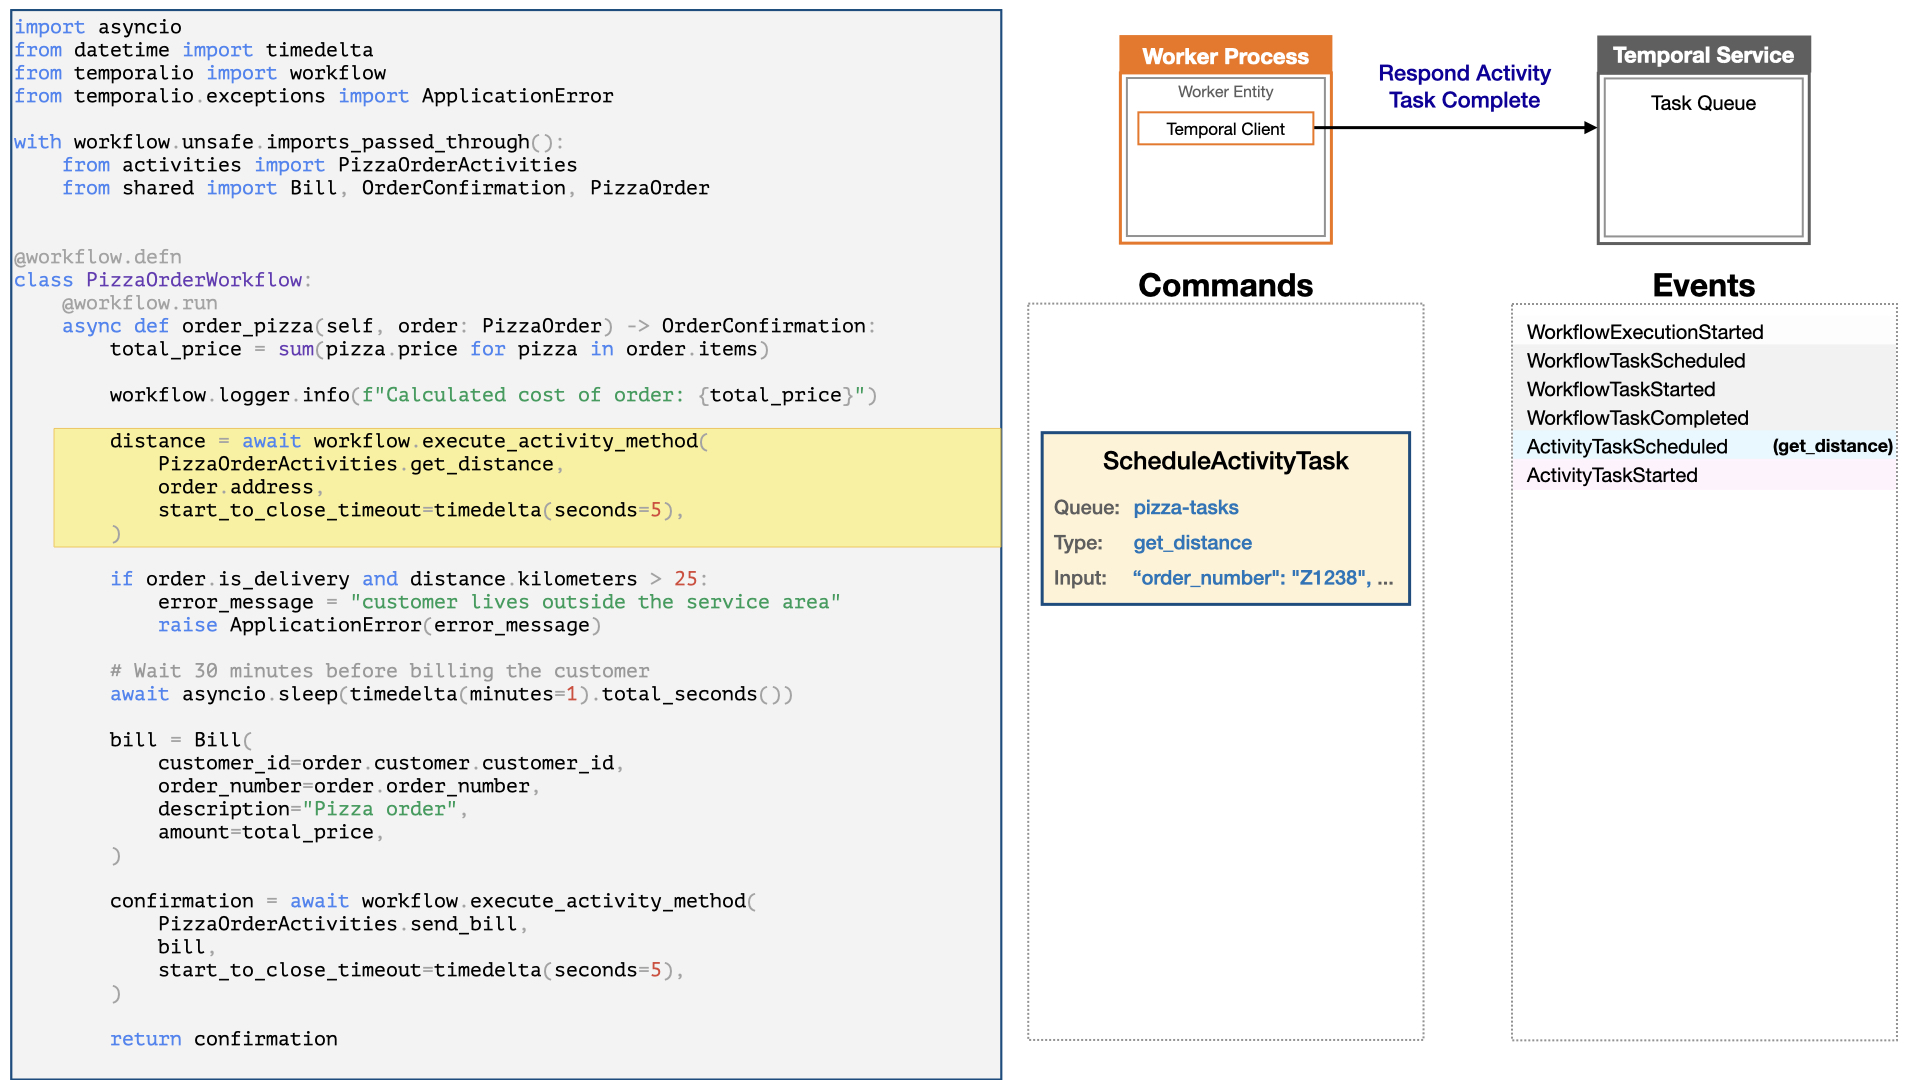 import asyncio
from datetime import timedelta
from temporalio import workflow
from temporalio.exceptions import ApplicationError

with workflow.unsafe.imports_passed_through():
    from activities import PizzaOrderActivities
    from shared import Bill, OrderConfirmation, PizzaOrder

@workflow.defn
class PizzaOrderWorkflow:
    @workflow.run
    async def order_pizza(self, order: PizzaOrder) -> OrderConfirmation:
        total_price = sum(pizza.price for pizza in order.items)

        workflow.logger.info(f"Calculated cost of order: {total_price}")

        distance = await workflow.execute_activity_method(
            PizzaOrderActivities.get_distance,
            order.address,
            start_to_close_timeout=timedelta(seconds=5),
        )

        if order.is_delivery and distance.kilometers > 25:
            error_message = "customer lives outside the service area"
            raise ApplicationError(error_message)

        # Wait 30 minutes before billing the customer
        await asyncio.sleep(timedelta(minutes=1).total_seconds())

        bill = Bill(
            customer_id=order.customer.customer_id,
            order_number=order.order_number,
            description="Pizza order",
            amount=total_price,
        )

        confirmation = await workflow.execute_activity_method(
            PizzaOrderActivities.send_bill,
            bill,
            start_to_close_timeout=timedelta(seconds=5),
        )

        return confirmation
Worker Process
Worker Entity
Temporal Client
Respond Activity
Task Complete
Temporal Service
Task Queue
Commands
ScheduleActivityTask
Queue: pizza-tasks
Type: get_distance
Input: “order_number": "Z1238", ...
Events
WorkflowExecutionStarted
WorkflowTaskScheduled
WorkflowTaskStarted
WorkflowTaskCompleted
ActivityTaskScheduled (get_distance)
ActivityTaskStarted